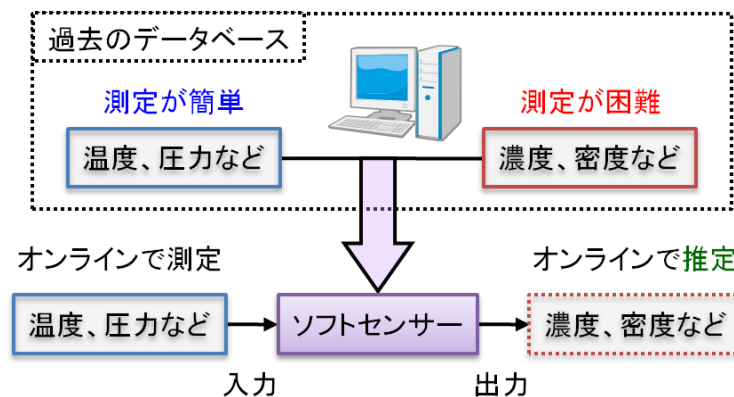 過去のデータベース
測定が簡単
測定が困難
温度、圧力など
濃度、密度など
オンラインで測定
オンラインで推定
温度、圧力など
ソフトセンサー
濃度、密度など
入力
出力